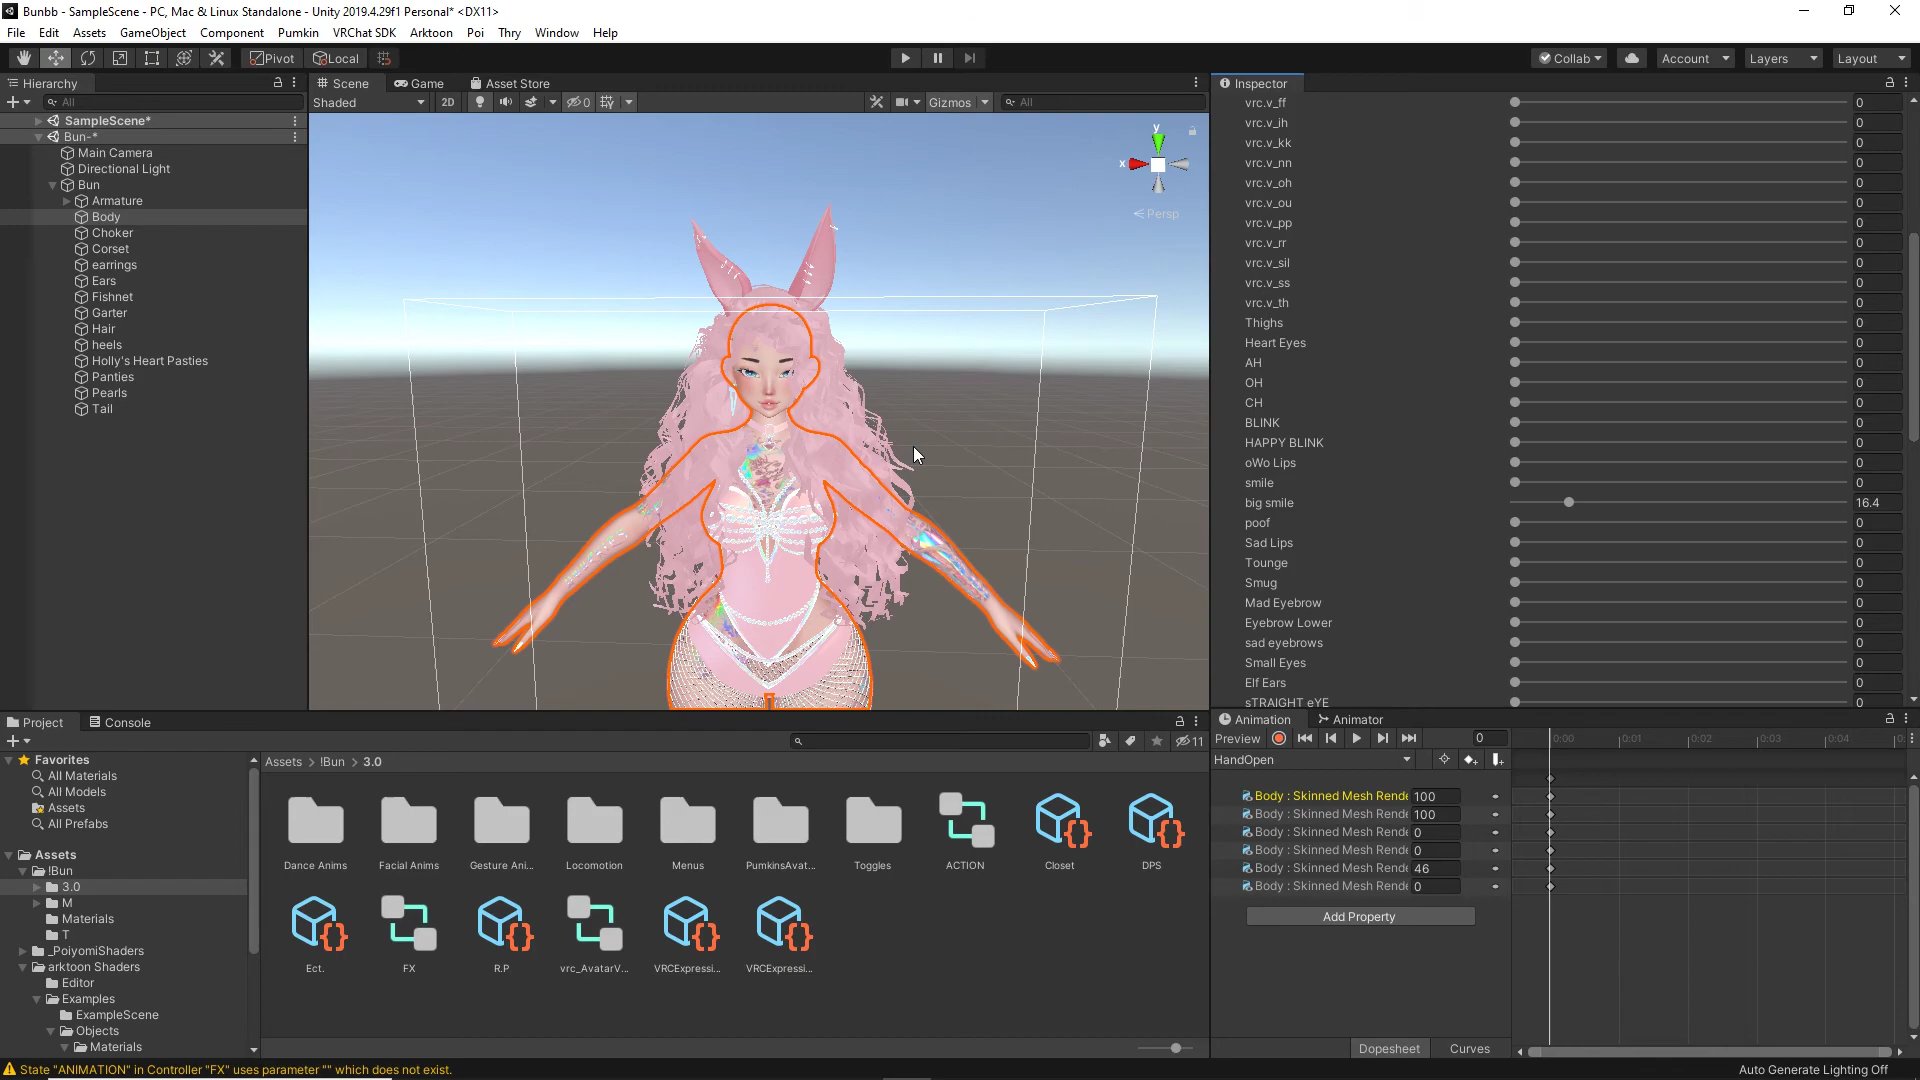 Bunbb - SampleScene - PC, Mac & Linux Standalone - Unity 2019.4.29f1 Personal* <DX11>
File Edit Assets GameObject Component Pumkin VRChat SDK Arktoon Poi Thry Window Help
Pivot Local
Collab Account Layers Layout
Hierarchy
All
SampleScene*
Bun-*
Main Camera
Directional Light
Bun
Armature
Body
Choker
Corset
earrings
Ears
Fishnet
Garter
Hair
heels
Holly's Heart Pasties
Panties
Pearls
Tail
Scene Game Asset Store
Shaded 2D 0 Gizmos All
y
x
Persp
Inspector
vrc.v_ff 0
vrc.v_ih 0
vrc.v_kk 0
vrc.v_nn 0
vrc.v_oh 0
vrc.v_ou 0
vrc.v_pp 0
vrc.v_rr 0
vrc.v_sil 0
vrc.v_ss 0
vrc.v_th 0
Thighs 0
Heart Eyes 0
AH 0
OH 0
CH 0
BLINK 0
HAPPY BLINK 0
oWo Lips 0
smile 0
big smile 16.4
poof 0
Sad Lips 0
Tounge 0
Smug 0
Mad Eyebrow 0
Eyebrow Lower 0
sad eyebrows 0
Small Eyes 0
Elf Ears 0
sTRAIGHT eYE 0
Project Console
11
Favorites
All Materials
All Models
Assets
All Prefabs
Assets
!Bun
3.0
M
Materials
T
_PoiyomiShaders
arktoon Shaders
Editor
Examples
ExampleScene
Objects
Materials
Assets > !Bun > 3.0
Dance Anims Facial Anims Gesture Ani... Locomotion Menus PumkinsAvat... Toggles ACTION Closet DPS
Ect. FX R.P vrc_AvatarV... VRCExpressi... VRCExpressi...
Animation Animator
Preview 0
0:00 0:01 0:02 0:03 0:04
HandOpen
Body : Skinned Mesh Rende 100
Body : Skinned Mesh Rende 100
Body : Skinned Mesh Rende 0
Body : Skinned Mesh Rende 0
Body : Skinned Mesh Rende 46
Body : Skinned Mesh Rende 0
Add Property
Dopesheet Curves
State "ANIMATION" in Controller "FX" uses parameter "" which does not exist.
Auto Generate Lighting Off